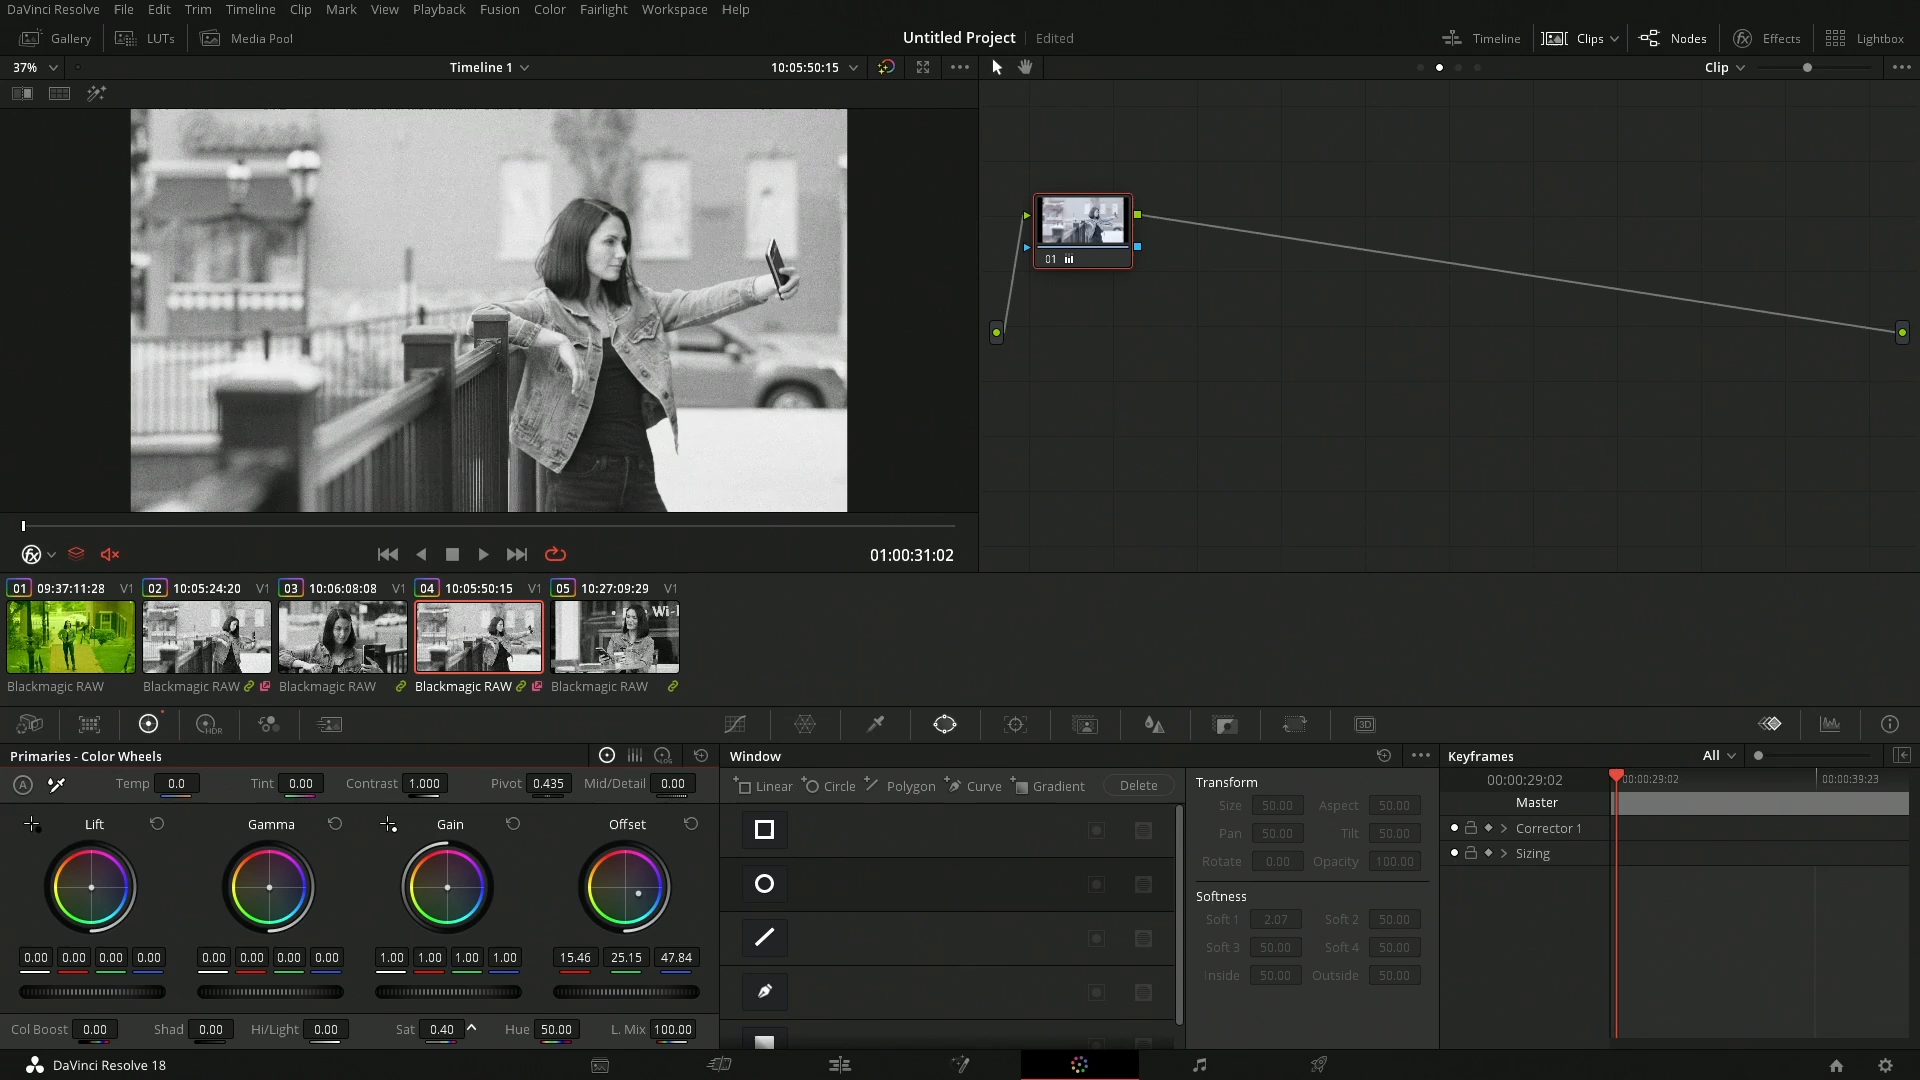 DaVinci Resolve File Edit Trim Timeline Clip Mark View Playback Fusion Color Fairlight Workspace Help
Gallery LUTs Media Pool Untitled Project Edited Timeline Clips Nodes Effects Lightbox
37% Timeline 1 10:05:50:15 Clip
01
01:00:31:02
01 09:37:11:28 V1 02 10:05:24:20 V1 03 10:06:08:08 V1 04 10:05:50:15 V1 05 10:27:09:29 V1
Wi-
Blackmagic RAW Blackmagic RAW Blackmagic RAW Blackmagic RAW Blackmagic RAW
HDR 3D
Primaries - Color Wheels LOG Window Keyframes All
A Temp 0.0 Tint 0.00 Contrast 1.000 Pivot 0.435 Mid/Detail 0.00
Linear Circle Polygon Curve Gradient Delete
Transform
Size 50.00 Aspect 50.00
Pan 50.00 Tilt 50.00
Rotate 0.00 Opacity 100.00
Softness
Soft 1 2.07 Soft 2 50.00
Soft 3 50.00 Soft 4 50.00
Inside 50.00 Outside 50.00
00:00:29:02 00:00:29:02 00:00:39:23
Master
Corrector 1
Sizing
Lift Gamma Gain Offset
0.00 0.00 0.00 0.00 0.00 0.00 0.00 0.00 1.00 1.00 1.00 1.00 15.46 25.15 47.84
Col Boost 0.00 Shad 0.00 Hi/Light 0.00 Sat 0.40 Hue 50.00 L. Mix 100.00
DaVinci Resolve 18